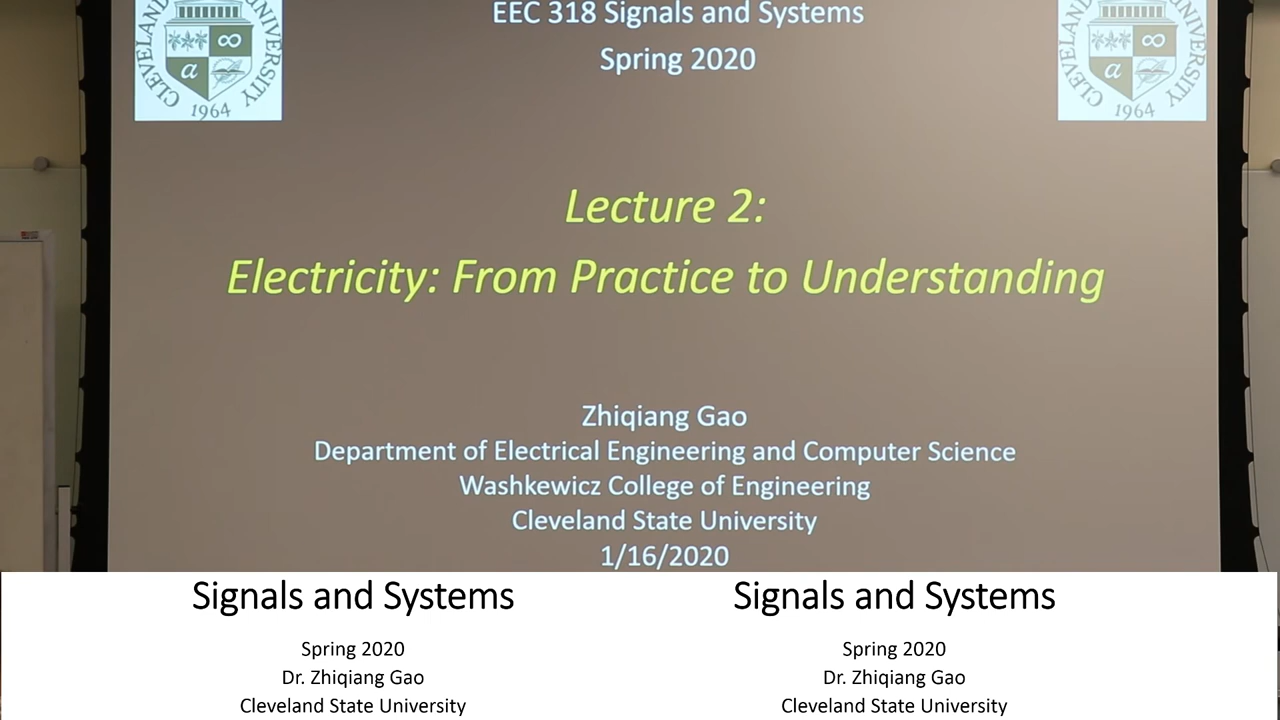 EEC 318 Signals and Systems
Spring 2020
CLEVELAND
UNIVERSITY
∞
a
1964
CLEVELAND
UNIVERSITY
∞
a
1964
Lecture 2:
Electricity: From Practice to Understanding
Zhiqiang Gao
Department of Electrical Engineering and Computer Science
Washkewicz College of Engineering
Cleveland State University
1/16/2020
Signals and Systems
Spring 2020
Dr. Zhiqiang Gao
Cleveland State University
Signals and Systems
Spring 2020
Dr. Zhiqiang Gao
Cleveland State University